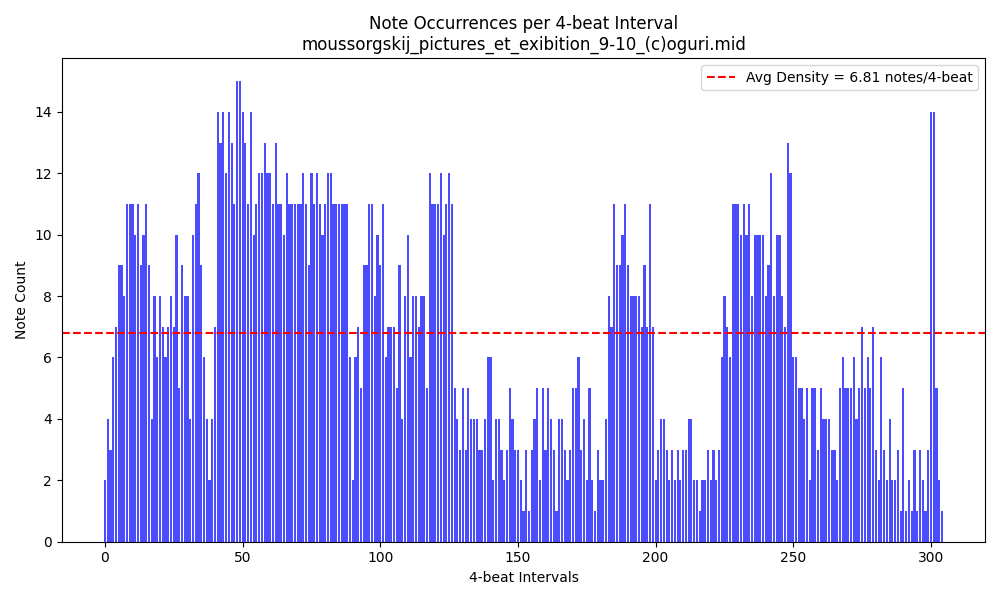 Note Occurrences per 4-beat Interval
moussorgskij_pictures_et_exibition_9-10_(c)oguri.mid
Avg Density = 6.81 notes/4-beat
Note Count
14
12
10
8
6
4
2
0
0 50 100 150 200 250 300
4-beat Intervals